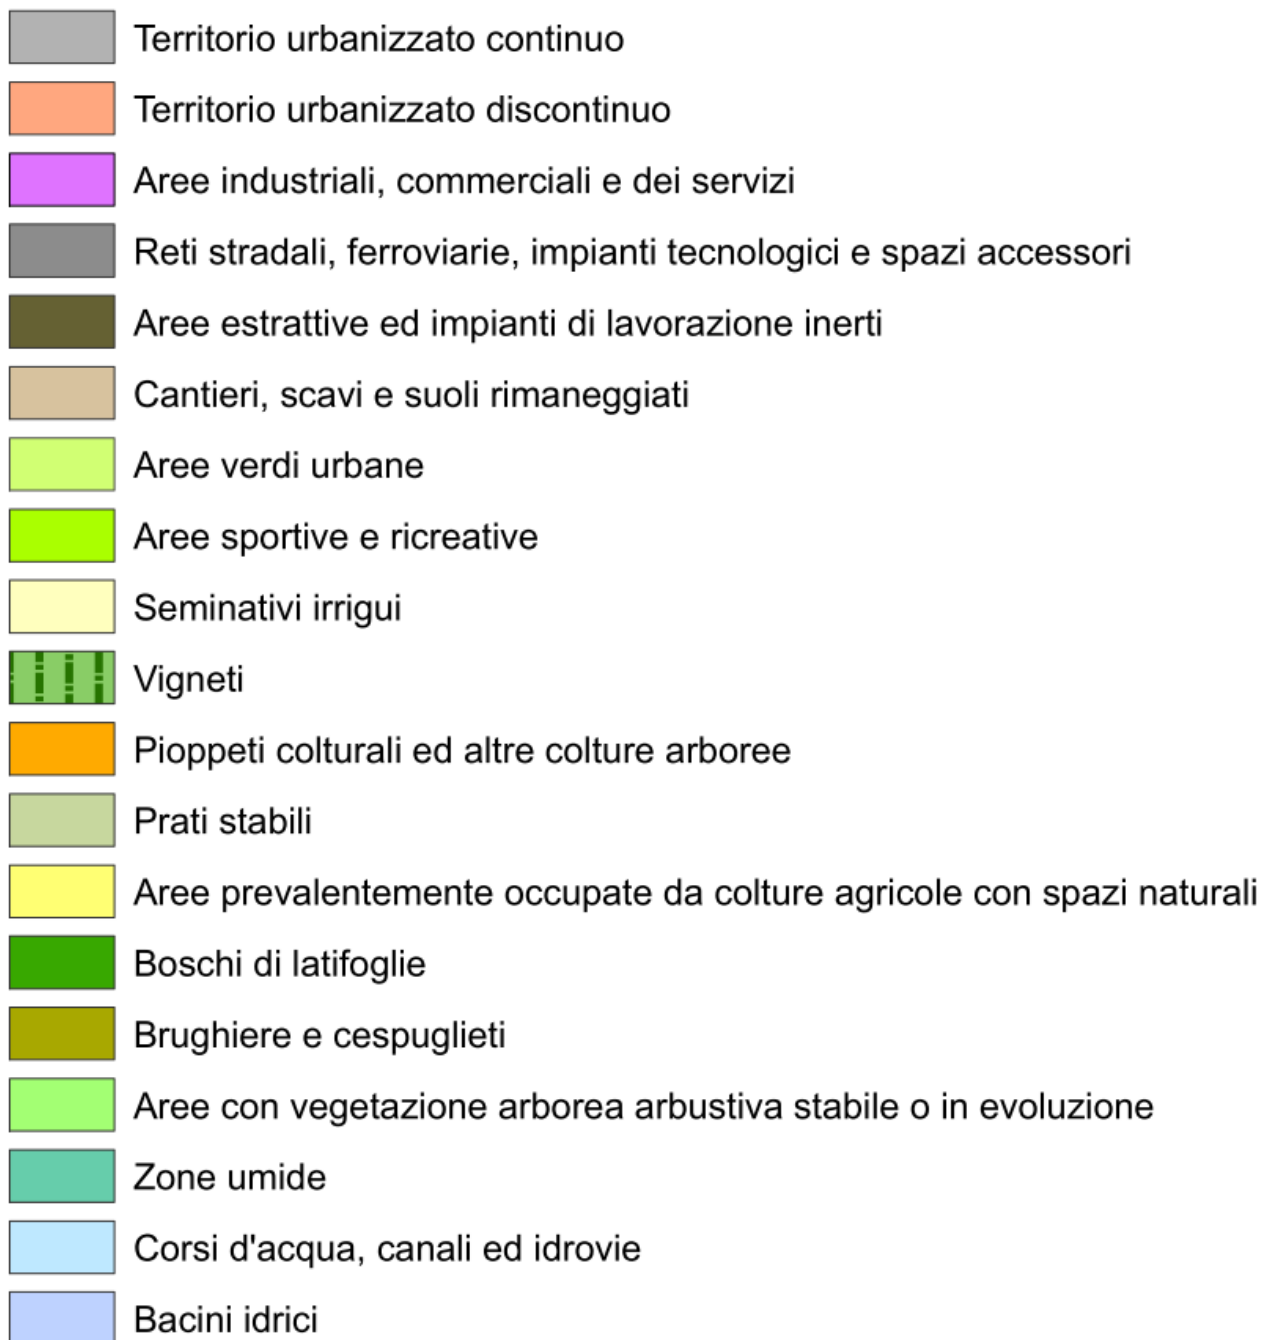 Territorio urbanizzato continuo
Territorio urbanizzato discontinuo
Aree industriali, commerciali e dei servizi
Reti stradali, ferroviarie, impianti tecnologici e spazi accessori
Aree estrattive ed impianti di lavorazione inerti
Cantieri, scavi e suoli rimaneggiati
Aree verdi urbane
Aree sportive e ricreative
Seminativi irrigui
Vigneti
Pioppeti colturali ed altre colture arboree
Prati stabili
Aree prevalentemente occupate da colture agricole con spazi naturali
Boschi di latifoglie
Brughiere e cespuglieti
Aree con vegetazione arborea arbustiva stabile o in evoluzione
Zone umide
Corsi d'acqua, canali ed idrovie
Bacini idrici